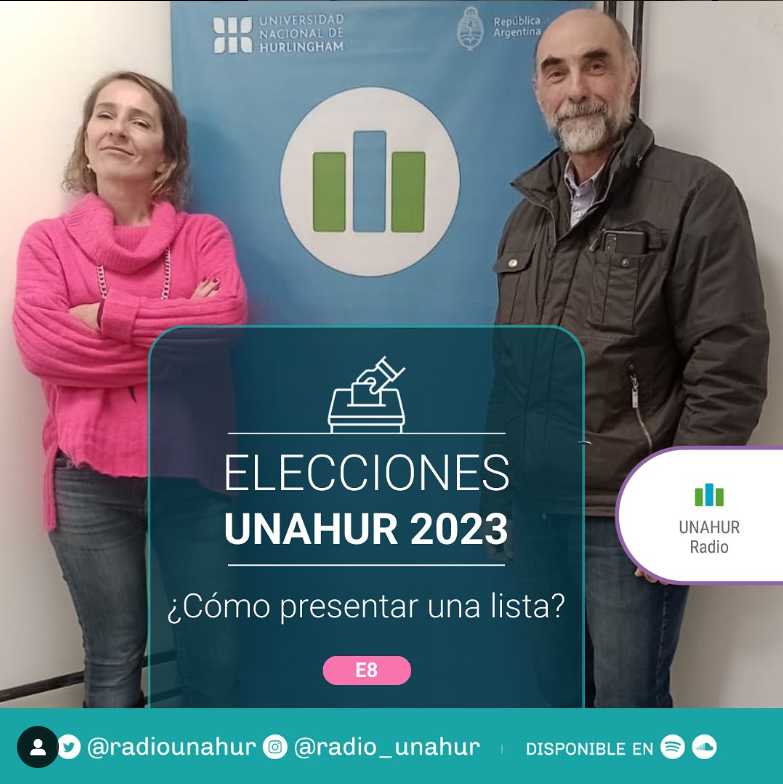 UNIVERSIDAD
NACIONAL DE
HURLINGHAM
República
Argentina
ELECCIONES
UNAHUR 2023
¿Cómo presentar una lista?
E8
UNAHUR
Radio
@radiounahur @radio_unahur | DISPONIBLE EN